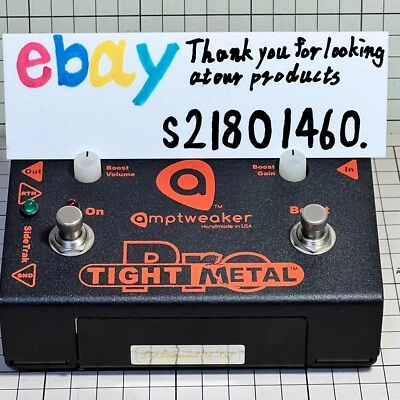 ebay
Thank you for looking
at our products
S21801460.
Out
Boost
Volume
Boost
Gain
In
RTN
On
Boost
amptweaker
TM
Handmade in USA
SideTrak
SND
Pro
TIGHT METAL